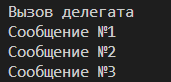 Вызов делегата
Сообщение №1
Сообщение №2
Сообщение №3